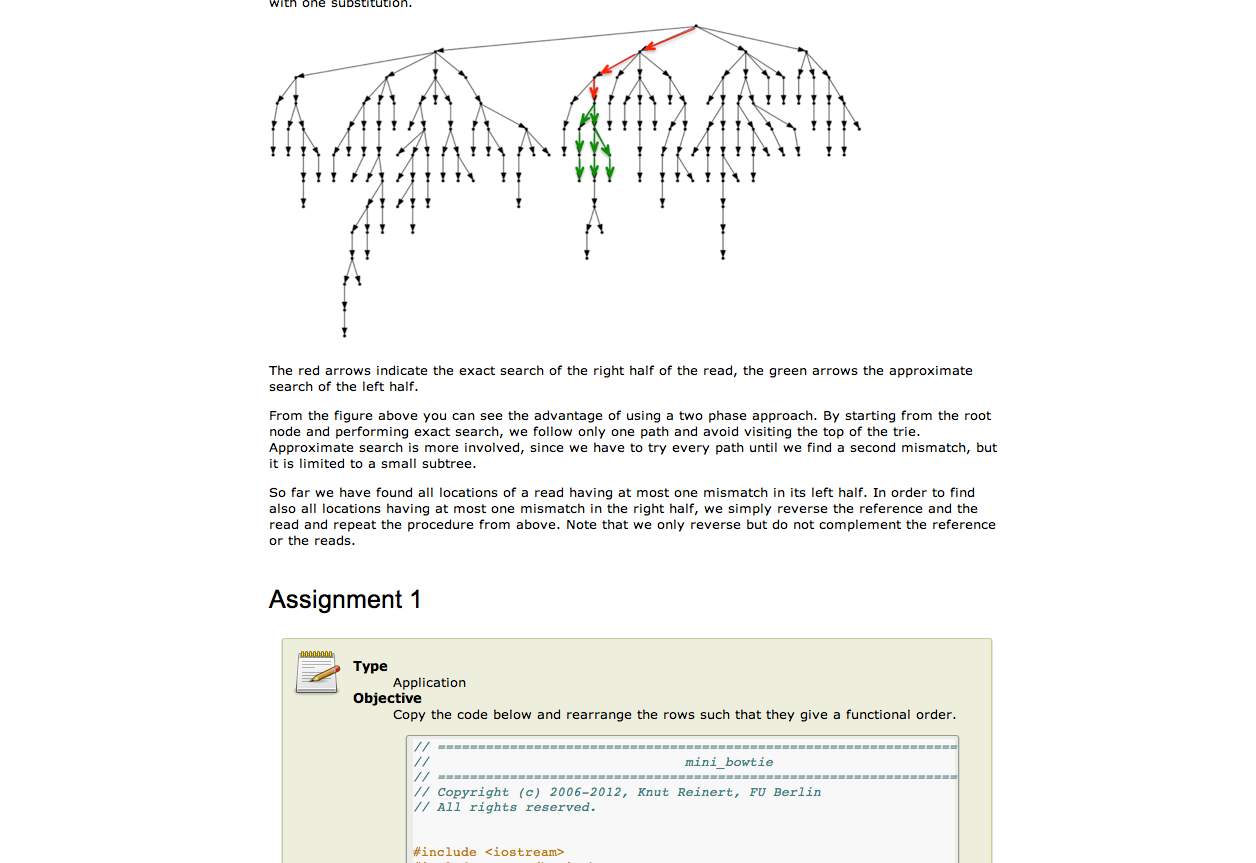 with one substitution.
The red arrows indicate the exact search of the right half of the read, the green arrows the approximate
search of the left half.
From the figure above you can see the advantage of using a two phase approach. By starting from the root
node and performing exact search, we follow only one path and avoid visiting the top of the trie.
Approximate search is more involved, since we have to try every path until we find a second mismatch, but
it is limited to a small subtree.
So far we have found all locations of a read having at most one mismatch in its left half. In order to find
also all locations having at most one mismatch in the right half, we simply reverse the reference and the
read and repeat the procedure from above. Note that we only reverse but do not complement the reference
or the reads.
Assignment 1
Type
Application
Objective
Copy the code below and rearrange the rows such that they give a functional order.
// =================================================================
// mini_bowtie
// =================================================================
// Copyright (c) 2006-2012, Knut Reinert, FU Berlin
// All rights reserved.
#include <iostream>